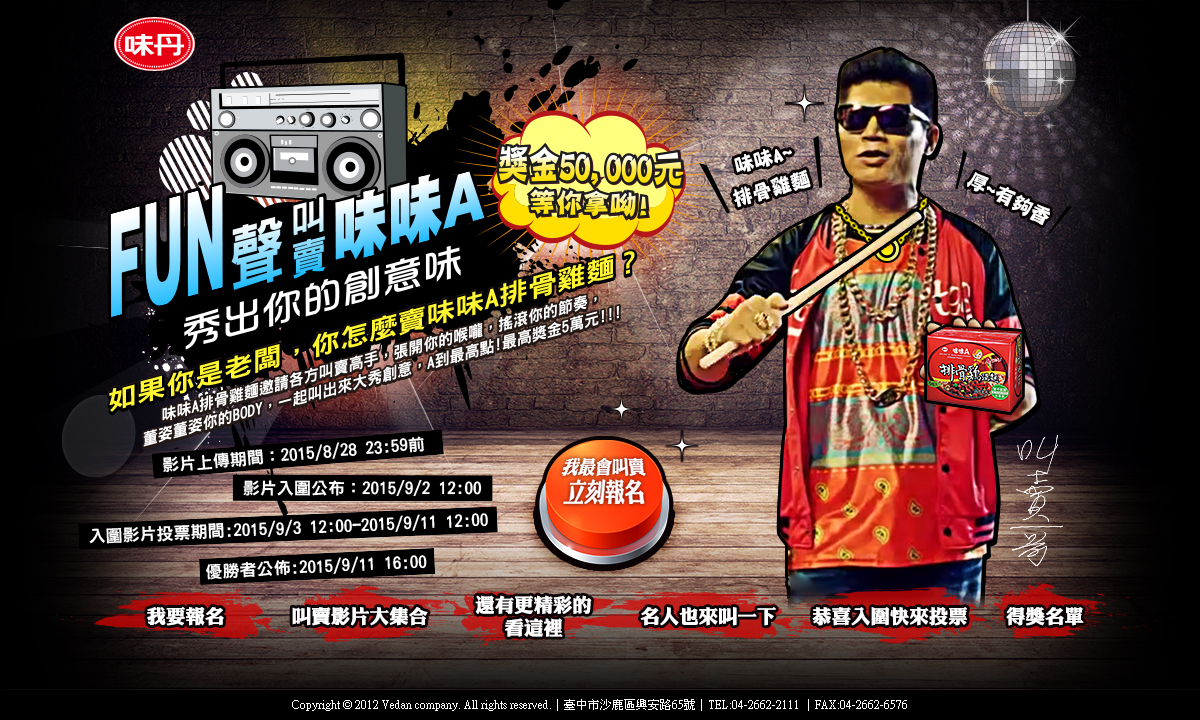 味丹
獎金50,000元
等你拿呦!
味味A~
排骨雞麵
厚~有夠香
FUN聲叫賣味味A
秀出你的創意味
如果你是老闆，你怎麼賣味味A排骨雞麵？
味味A排骨雞麵邀請各方叫賣高手，張開你的喉嚨，搖滾你的節奏，
董姿董姿你的BODY，一起叫出來大秀創意，A到最高點!最高獎金5萬元!!!
味味A
排骨雞
影片上傳期間：2015/8/28 23:59前
影片入圍公布：2015/9/2 12:00
入圍影片投票期間:2015/9/3 12:00-2015/9/11 12:00
優勝者公佈:2015/9/11 16:00
我最會叫賣
立刻報名
叫賣哥
我要報名
叫賣影片大集合
還有更精彩的
看這裡
名人也來叫一下
恭喜入圍快來投票
得獎名單
Copyright © 2012 Vedan company. All rights reserved.｜臺中市沙鹿區興安路65號｜TEL:04-2662-2111 ｜FAX:04-2662-6576